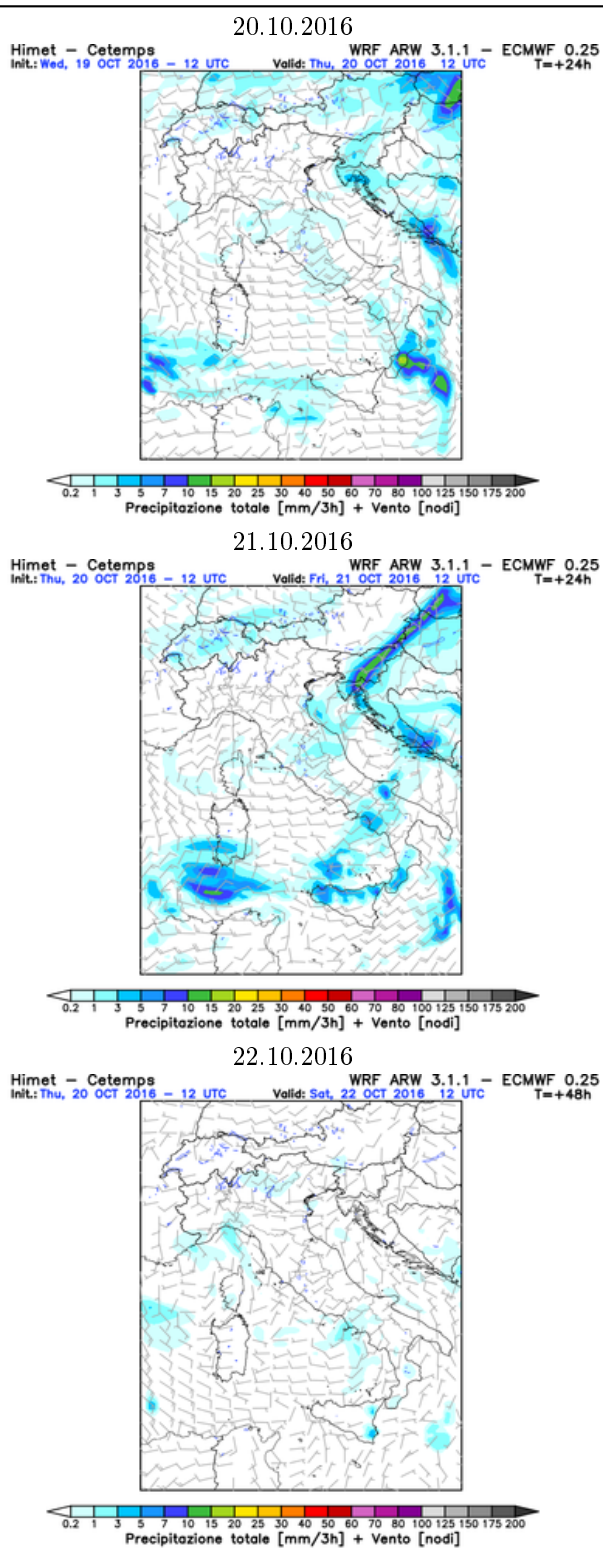 20.10.2016
Himet – Cetemps WRF ARW 3.1.1 – ECMWF 0.25
Init.: Wed, 19 OCT 2016 – 12 UTC Valid: Thu, 20 OCT 2016 12 UTC T=+24h
0.2 1 3 5 7 10 15 20 25 30 40 50 60 70 80 100 125 150 175 200
Precipitazione totale [mm/3h] + Vento [nodi]
21.10.2016
Himet – Cetemps WRF ARW 3.1.1 – ECMWF 0.25
Init.: Thu, 20 OCT 2016 – 12 UTC Valid: Fri, 21 OCT 2016 12 UTC T=+24h
0.2 1 3 5 7 10 15 20 25 30 40 50 60 70 80 100 125 150 175 200
Precipitazione totale [mm/3h] + Vento [nodi]
22.10.2016
Himet – Cetemps WRF ARW 3.1.1 – ECMWF 0.25
Init.: Thu, 20 OCT 2016 – 12 UTC Valid: Sat, 22 OCT 2016 12 UTC T=+48h
0.2 1 3 5 7 10 15 20 25 30 40 50 60 70 80 100 125 150 175 200
Precipitazione totale [mm/3h] + Vento [nodi]